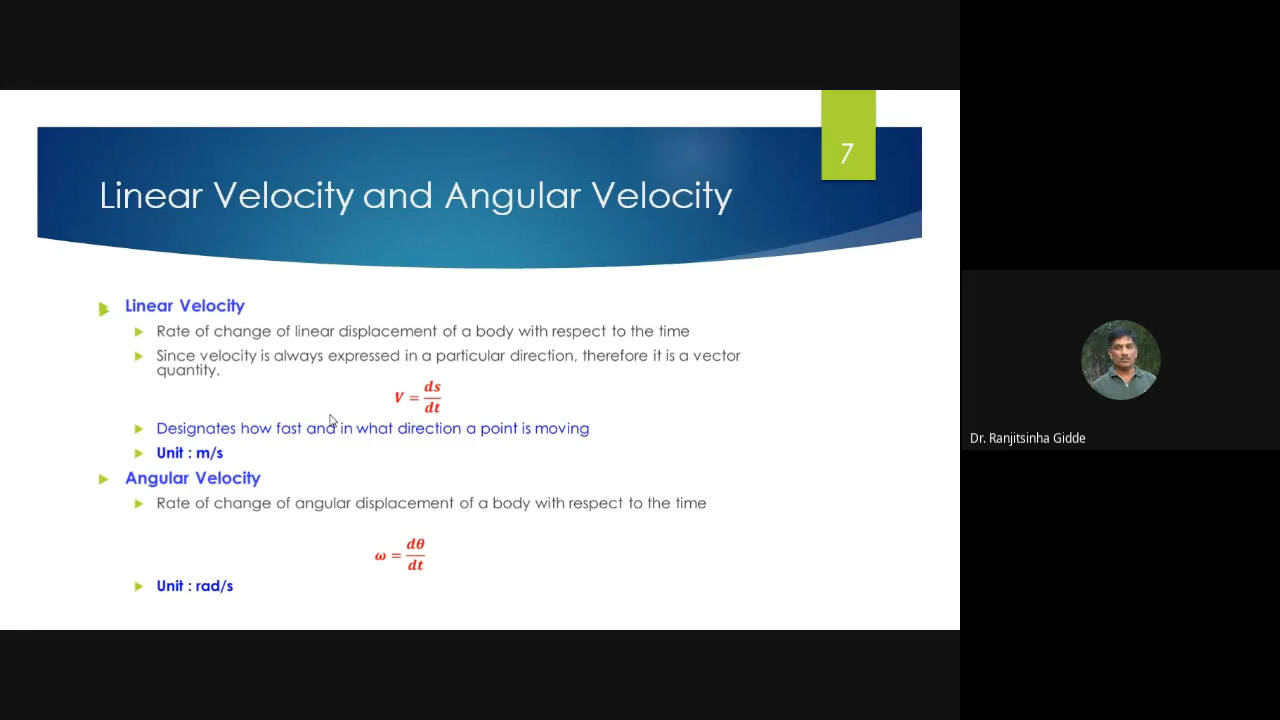 7
Linear Velocity and Angular Velocity
Linear Velocity
Rate of change of linear displacement of a body with respect to the time
Since velocity is always expressed in a particular direction, therefore it is a vector
quantity.
V = ds/dt
Designates how fast and in what direction a point is moving
Unit : m/s
Angular Velocity
Rate of change of angular displacement of a body with respect to the time
ω = dθ/dt
Unit : rad/s
Dr. Ranjitsinha Gidde